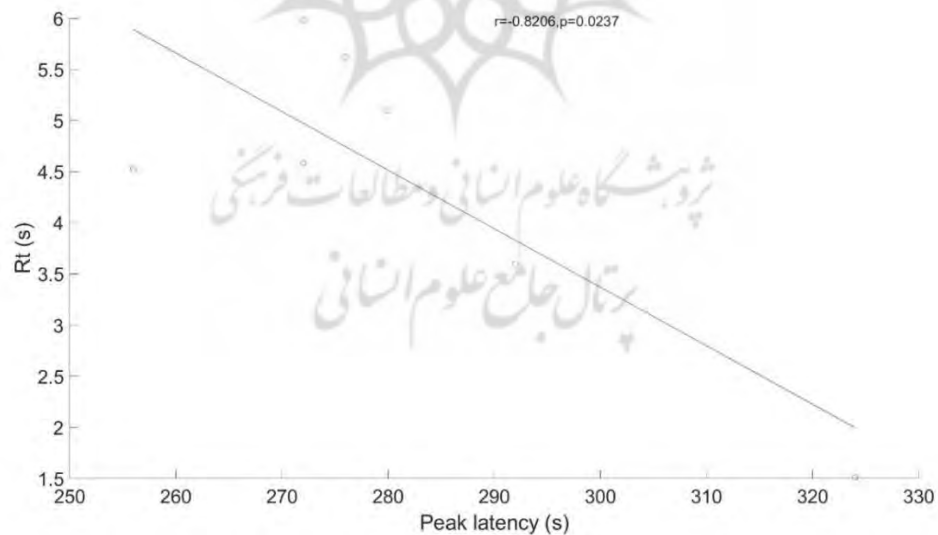 r=-0.8206,p=0.0237
6
5.5
5
4.5
4
3.5
3
2.5
2
1.5
Rt (s)
پژوهشگاه علوم انسانی و مطالعات فرهنگی
پرتال جامع علوم انسانی
250 260 270 280 290 300 310 320 330
Peak latency (s)